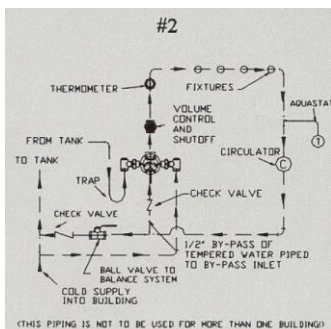 #2
THERMOMETER
FIXTURES
VOLUME
CONTROL
AND
SHUTOFF
AQUASTAT
T
FROM TANK
TO TANK
CIRCULATOR
C
TRAP
CHECK VALVE
CHECK VALVE
1/2" BY-PASS OF
TEMPERED WATER PIPED
TO BY-PASS INLET
BALL VALVE TO
BALANCE SYSTEM
COLD SUPPLY
INTO BUILDING
(THIS PIPING IS NOT TO BE USED FOR MORE THAN ONE BUILDING)